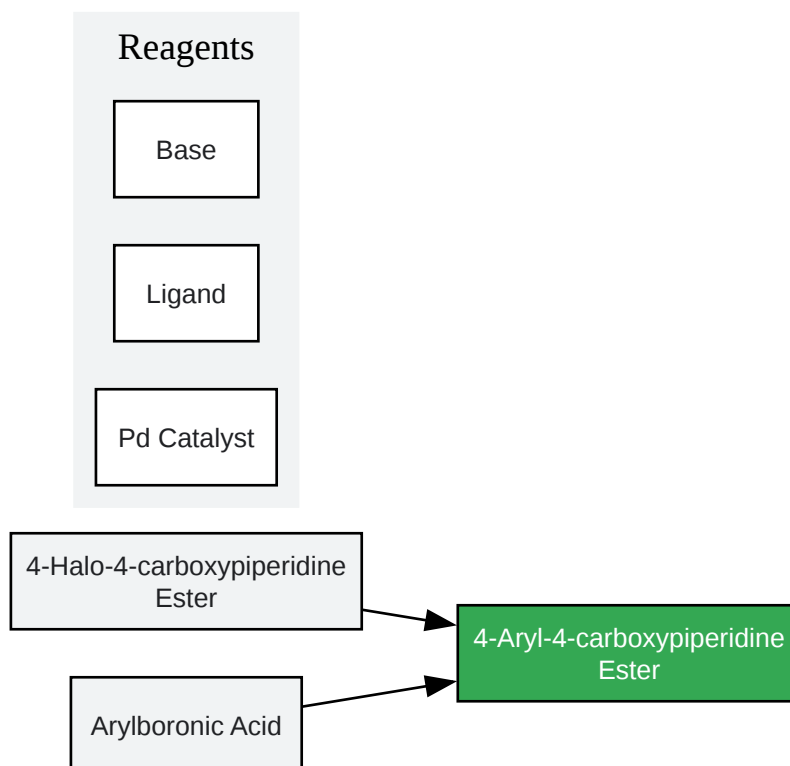 Reagents
Base
Ligand
Pd Catalyst
4-Halo-4-carboxypiperidine
Ester
4-Aryl-4-carboxypiperidine
Ester
Arylboronic Acid